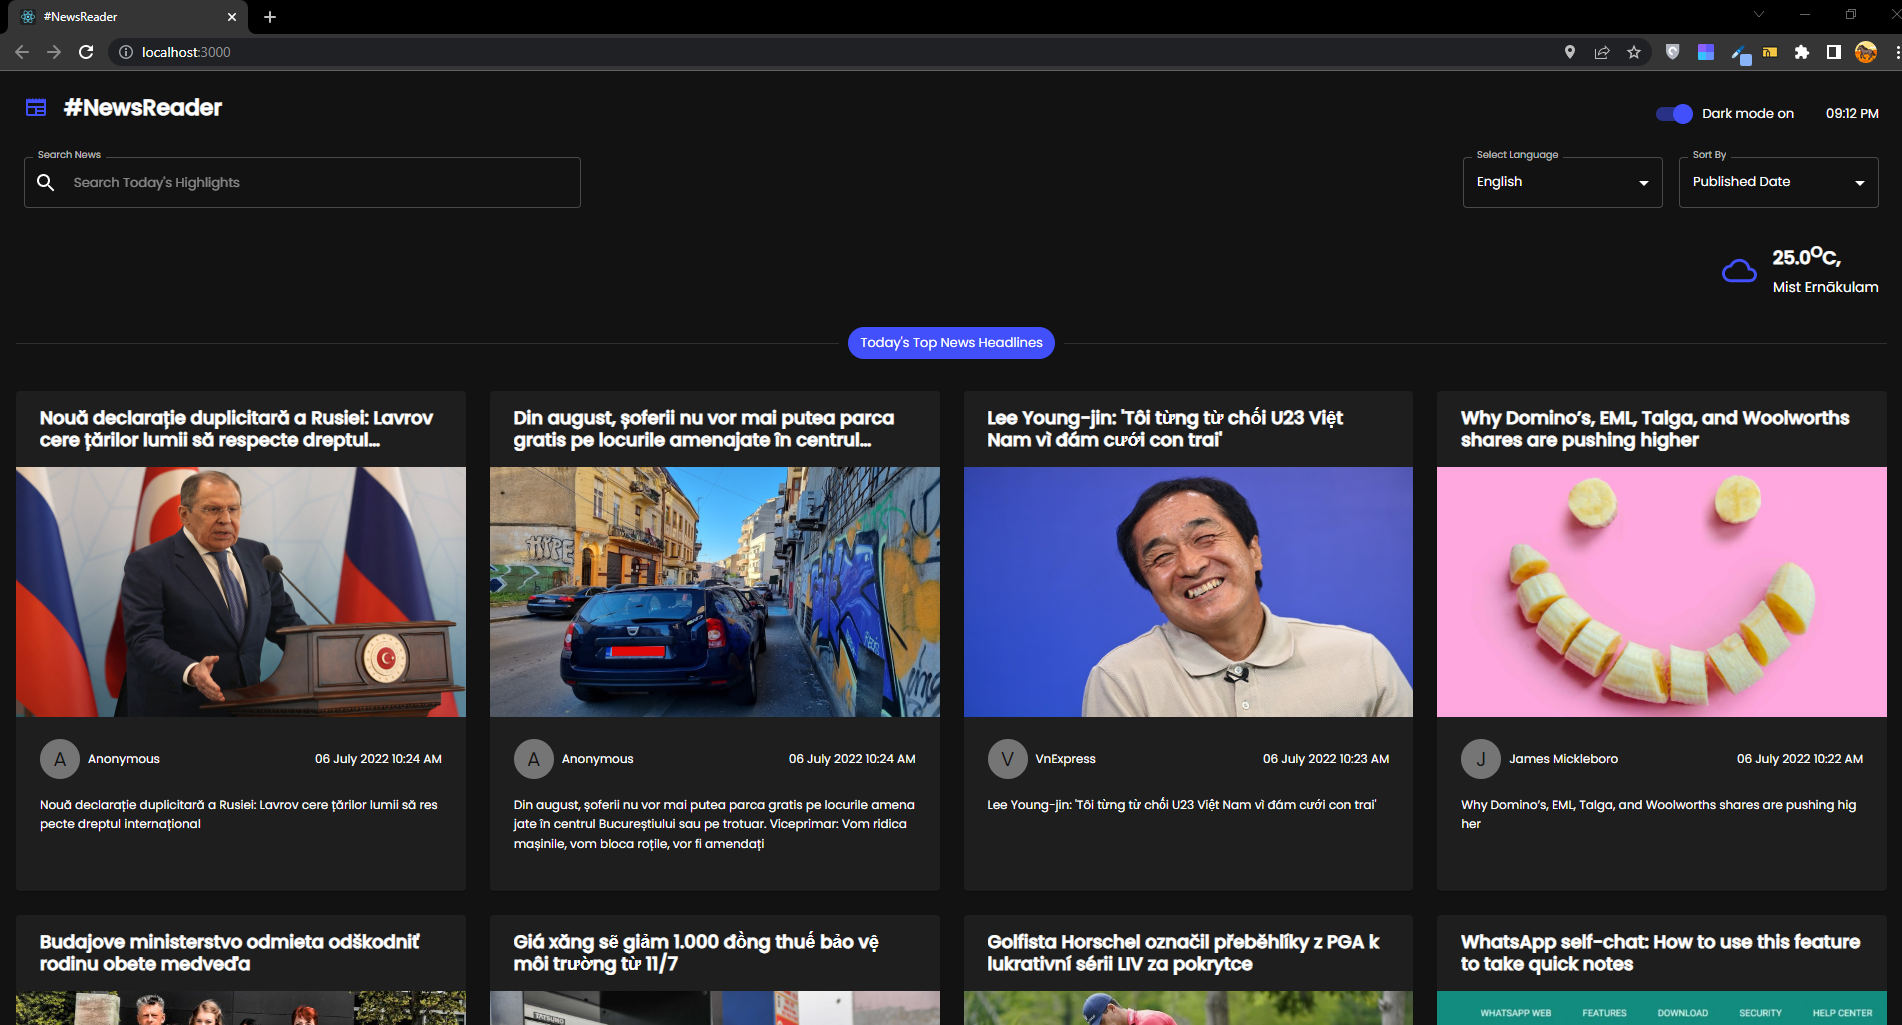 #NewsReader
localhost:3000
#NewsReader
Dark mode on
09:12 PM
Search News
Search Today's Highlights
Select Language
English
Sort By
Published Date
25.0°C,
Mist Ernākulam
Today's Top News Headlines
Nouă declarație duplicitară a Rusiei: Lavrov
cere țărilor lumii să respecte dreptul...
HYPE
A
Anonymous
06 July 2022 10:24 AM
Nouă declarație duplicitară a Rusiei: Lavrov cere țărilor lumii să res
pecte dreptul internațional
Din august, șoferii nu vor mai putea parca
gratis pe locurile amenajate în centrul...
A
Anonymous
06 July 2022 10:24 AM
Din august, șoferii nu vor mai putea parca gratis pe locurile amena
jate în centrul Bucureștiului sau pe trotuar. Viceprimar: Vom ridica
mașinile, vom bloca roțile, vor fi amendați
Lee Young-jin: 'Tôi từng từ chối U23 Việt
Nam vì đám cưới con trai'
V
VnExpress
06 July 2022 10:23 AM
Lee Young-jin: 'Tôi từng từ chối U23 Việt Nam vì đám cưới con trai'
Why Domino's, EML, Talga, and Woolworths
shares are pushing higher
J
James Mickleboro
06 July 2022 10:22 AM
Why Domino's, EML, Talga, and Woolworths shares are pushing hig
her
Budajove ministerstvo odmieta odškodniť
rodinu obete medveďa
Giá xăng sẽ giảm 1.000 đồng thuế bảo vệ
môi trường từ 11/7
TATSUNO
Golfista Horschel označil přeběhlíky z PGA k
lukrativní sérii LIV za pokrytce
WhatsApp self-chat: How to use this feature
to take quick notes
WHATSAPP WEB
FEATURES
DOWNLOAD
SECURITY
HELP CENTER